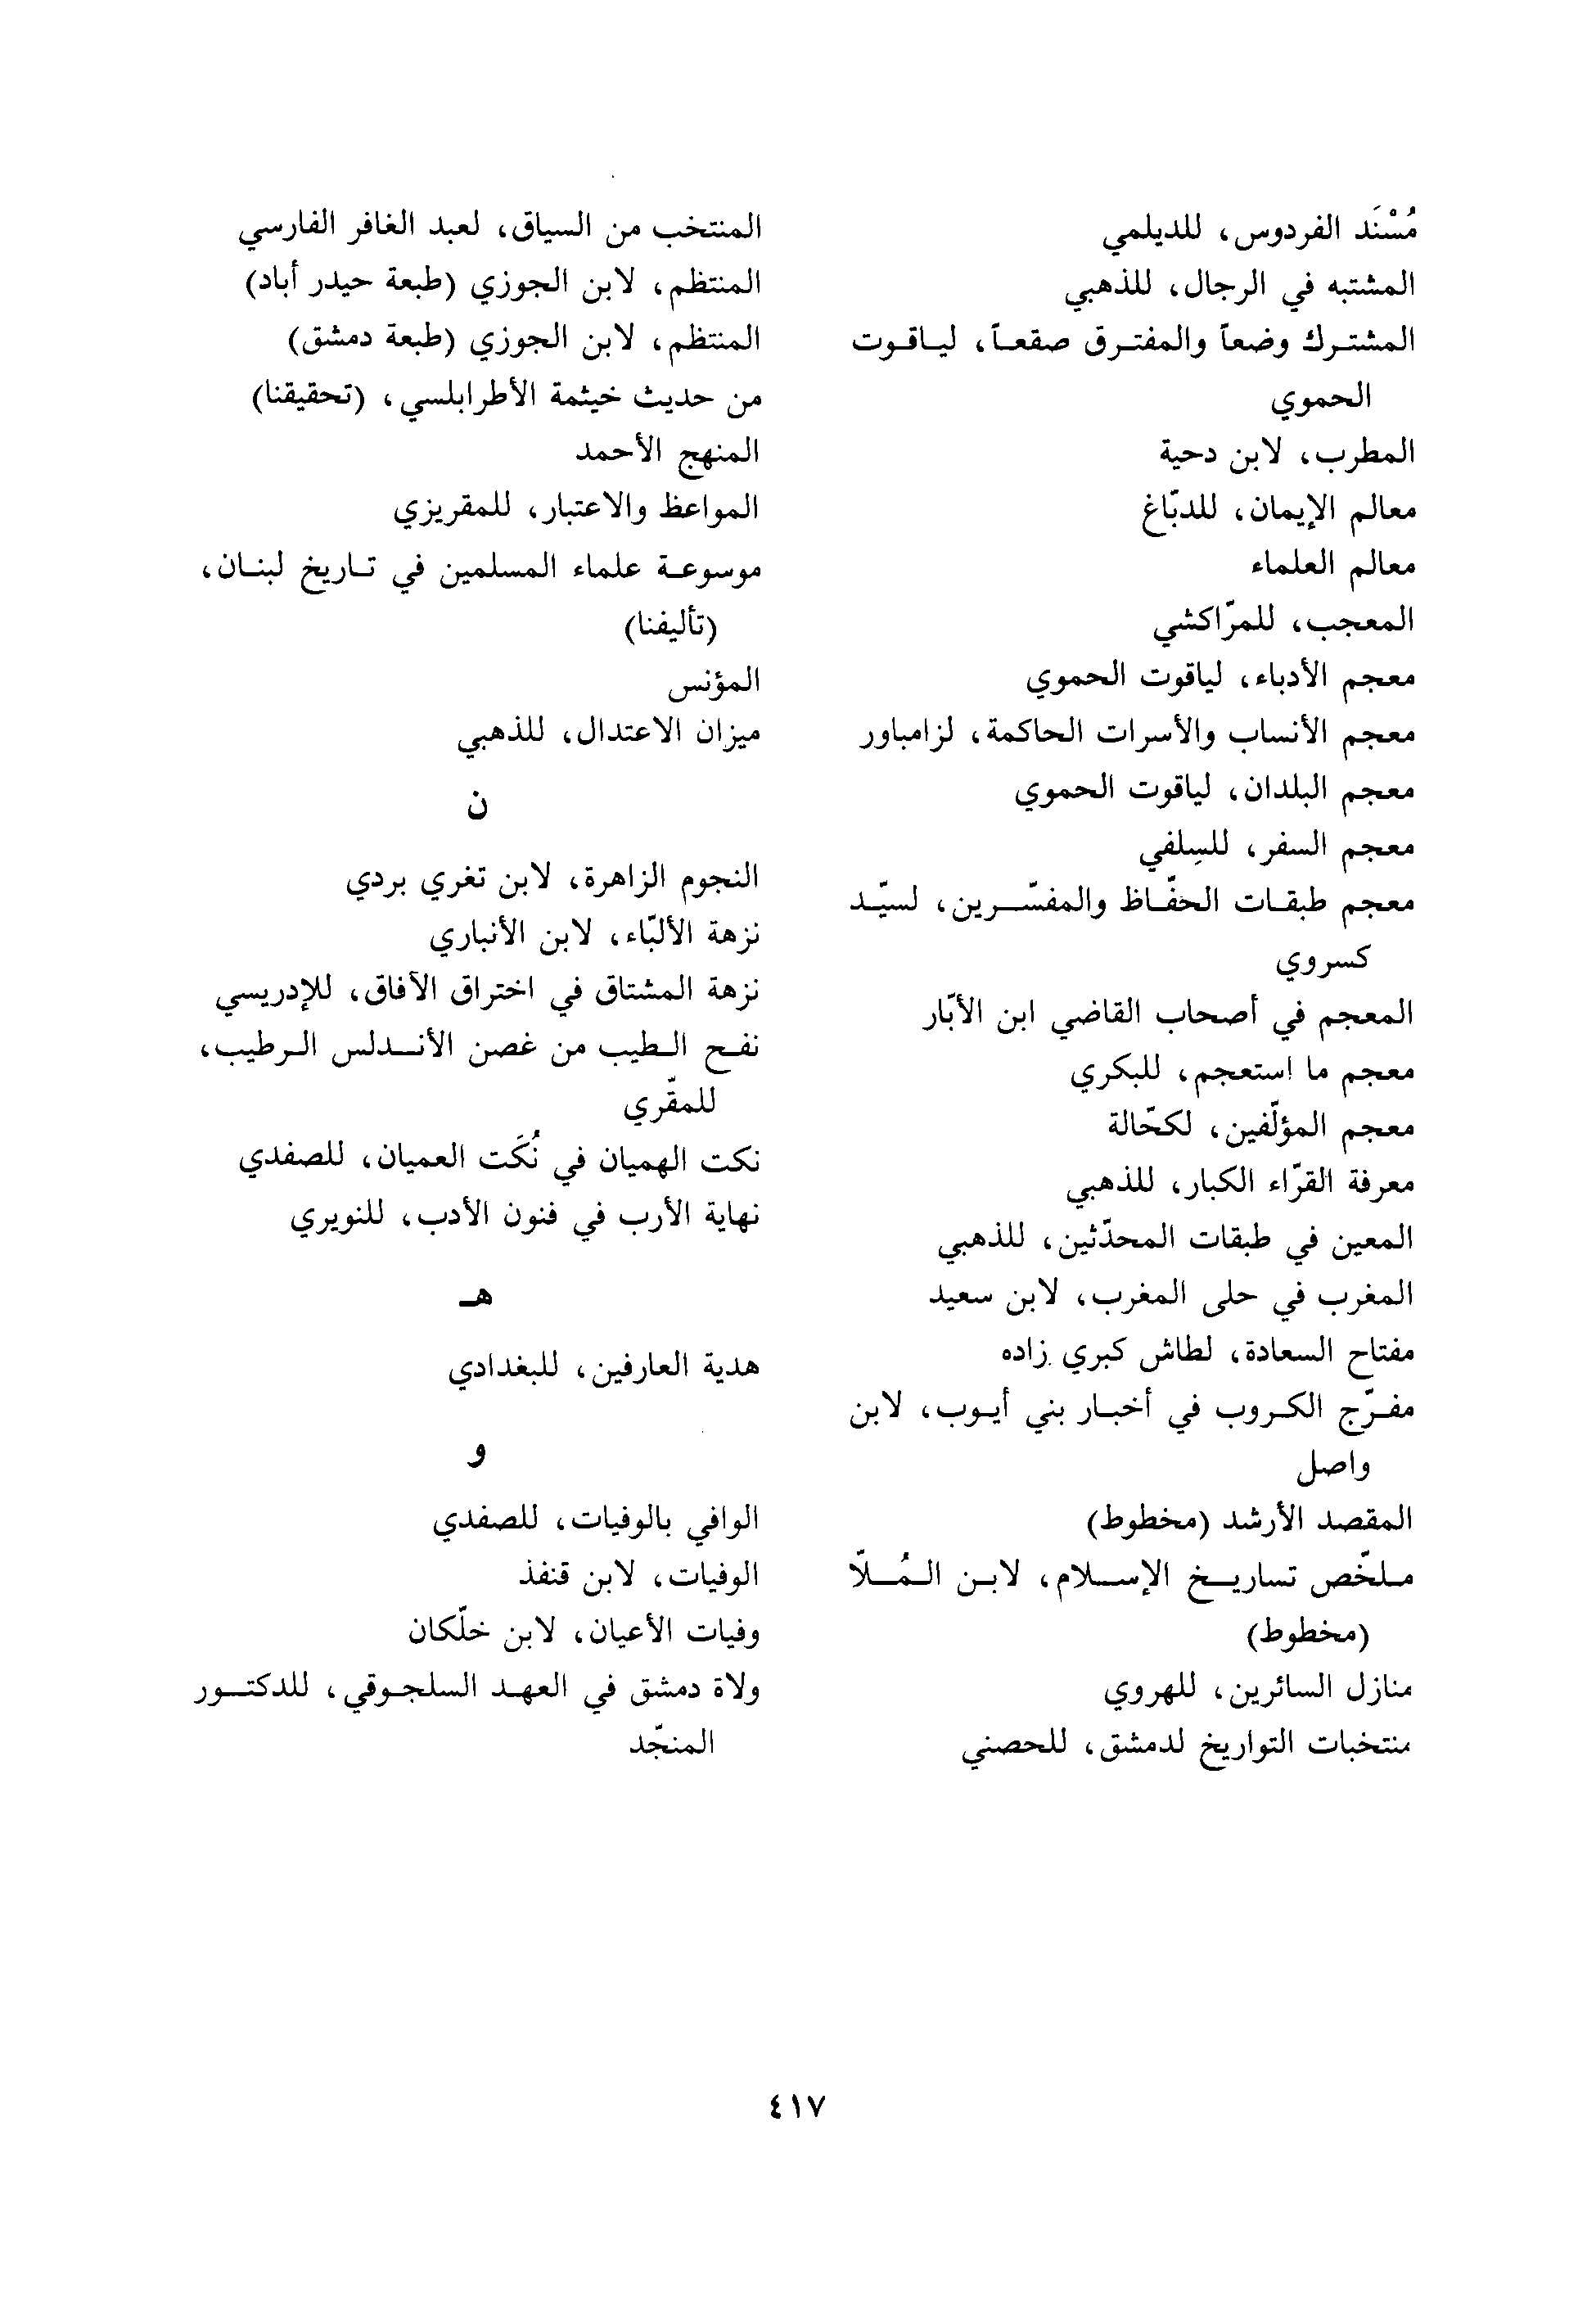 مُسْنَد الفردوس، للديلمي
المشتبه في الرجال، للذهبي
المشترك وضعاً والمفترق صقعاً، لياقوت
الحموي
المطرب، لابن دحية
معالم الإيمان، للدبّاغ
معالم العلماء
المعجب، للمرّاكشي
معجم الأدباء، لياقوت الحموي
معجم الأنساب والأسرات الحاكمة، لزامباور
معجم البلدان، لياقوت الحموي
معجم السفر، للسِلفي
معجم طبقات الحفّاظ والمفسّرين، لسيّد
كسروي
المعجم في أصحاب القاضي ابن الأبّار
معجم ما استعجم، للبكري
معجم المؤلّفين، لكحّالة
معرفة القرّاء الكبار، للذهبي
المعين في طبقات المحدّثين، للذهبي
المغرب في حلى المغرب، لابن سعيد
مفتاح السعادة، لطاش كبري زاده
مفرّج الكروب في أخبار بني أيوب، لابن
واصل
المقصد الأرشد (مخطوط)
ملخّص تساريخ الإسلام، لابن المُلاّ
(مخطوط)
منازل السائرين، للهروي
منتخبات التواريخ لدمشق، للحصني
المنتخب من السياق، لعبد الغافر الفارسي
المنتظم، لابن الجوزي (طبعة حيدر أباد)
المنتظم، لابن الجوزي (طبعة دمشق)
من حديث خيثمة الأطرابلسي، (تحقيقنا)
المنهج الأحمد
المواعظ والاعتبار، للمقريزي
موسوعة علماء المسلمين في تاريخ لبنان،
(تأليفنا)
المؤنس
ميزان الاعتدال، للذهبي
ن
النجوم الزاهرة، لابن تغري بردي
نزهة الألبّاء، لابن الأنباري
نزهة المشتاق في اختراق الآفاق، للإدريسي
نفح الطيب من غصن الأندلس الرطيب،
للمقّري
نكت الهميان في نُكَت العميان، للصفدي
نهاية الأرب في فنون الأدب، للنويري
هـ
هدية العارفين، للبغدادي
و
الوافي بالوفيات، للصفدي
الوفيات، لابن قنفذ
وفيات الأعيان، لابن خلّكان
ولاة دمشق في العهد السلجوقي، للدكتور
المنجّد
٤١٧